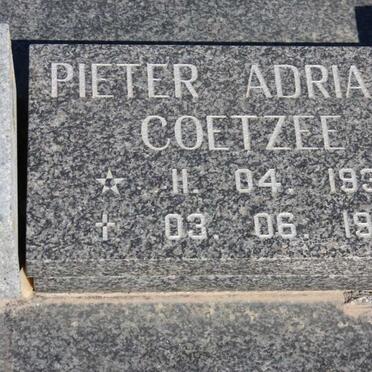 PIETER ADRIA
COETZEE
☆ 11. 04. 193
✝ 03. 06. 19